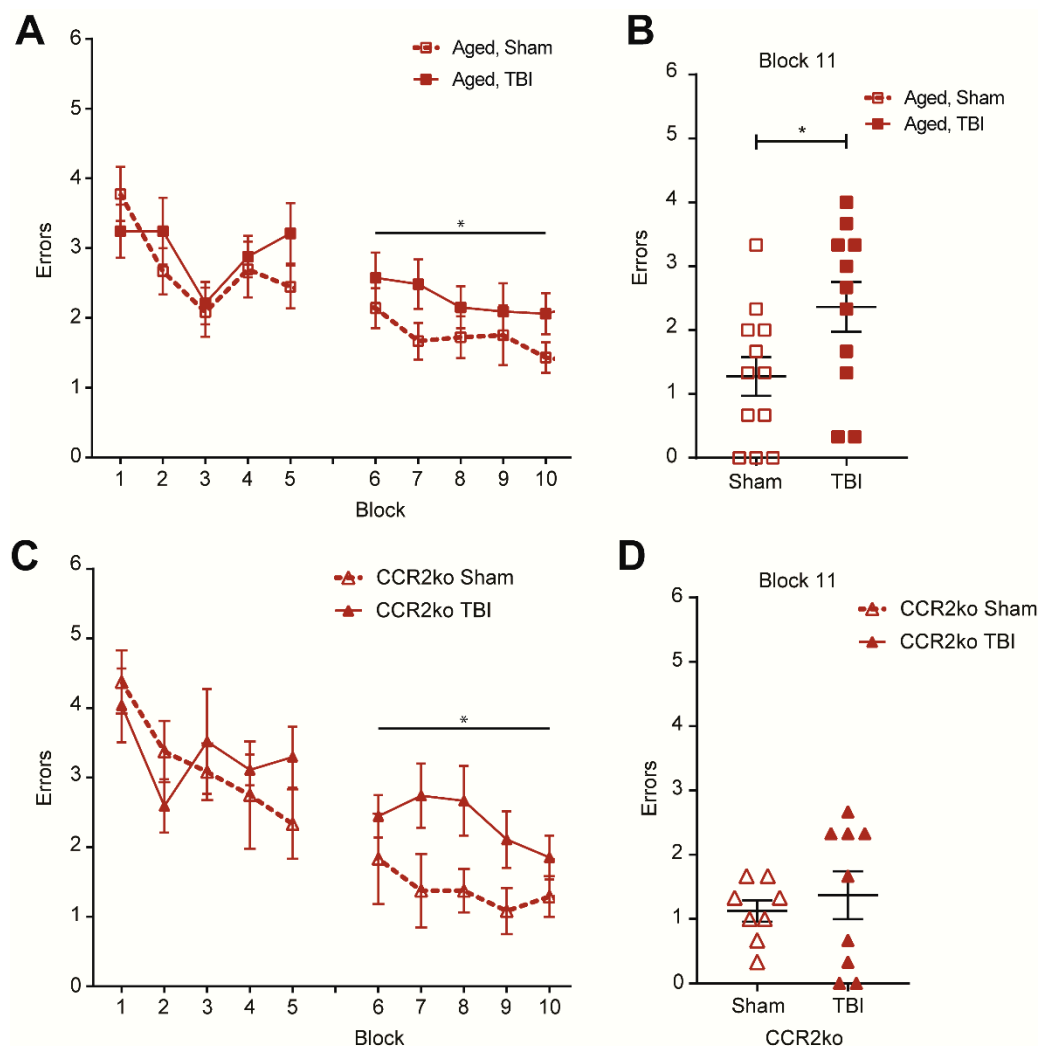 A
6
5
4
3
2
1
0
Errors
Aged, Sham
Aged, TBI
*
1 2 3 4 5 6 7 8 9 10
Block
B
Block 11
6
5
4
3
2
1
0
Errors
Aged, Sham
Aged, TBI
*
Sham TBI
C
6
5
4
3
2
1
0
Errors
CCR2ko Sham
CCR2ko TBI
*
1 2 3 4 5 6 7 8 9 10
Block
D
Block 11
6
5
4
3
2
1
0
Errors
CCR2ko Sham
CCR2ko TBI
Sham TBI
CCR2ko